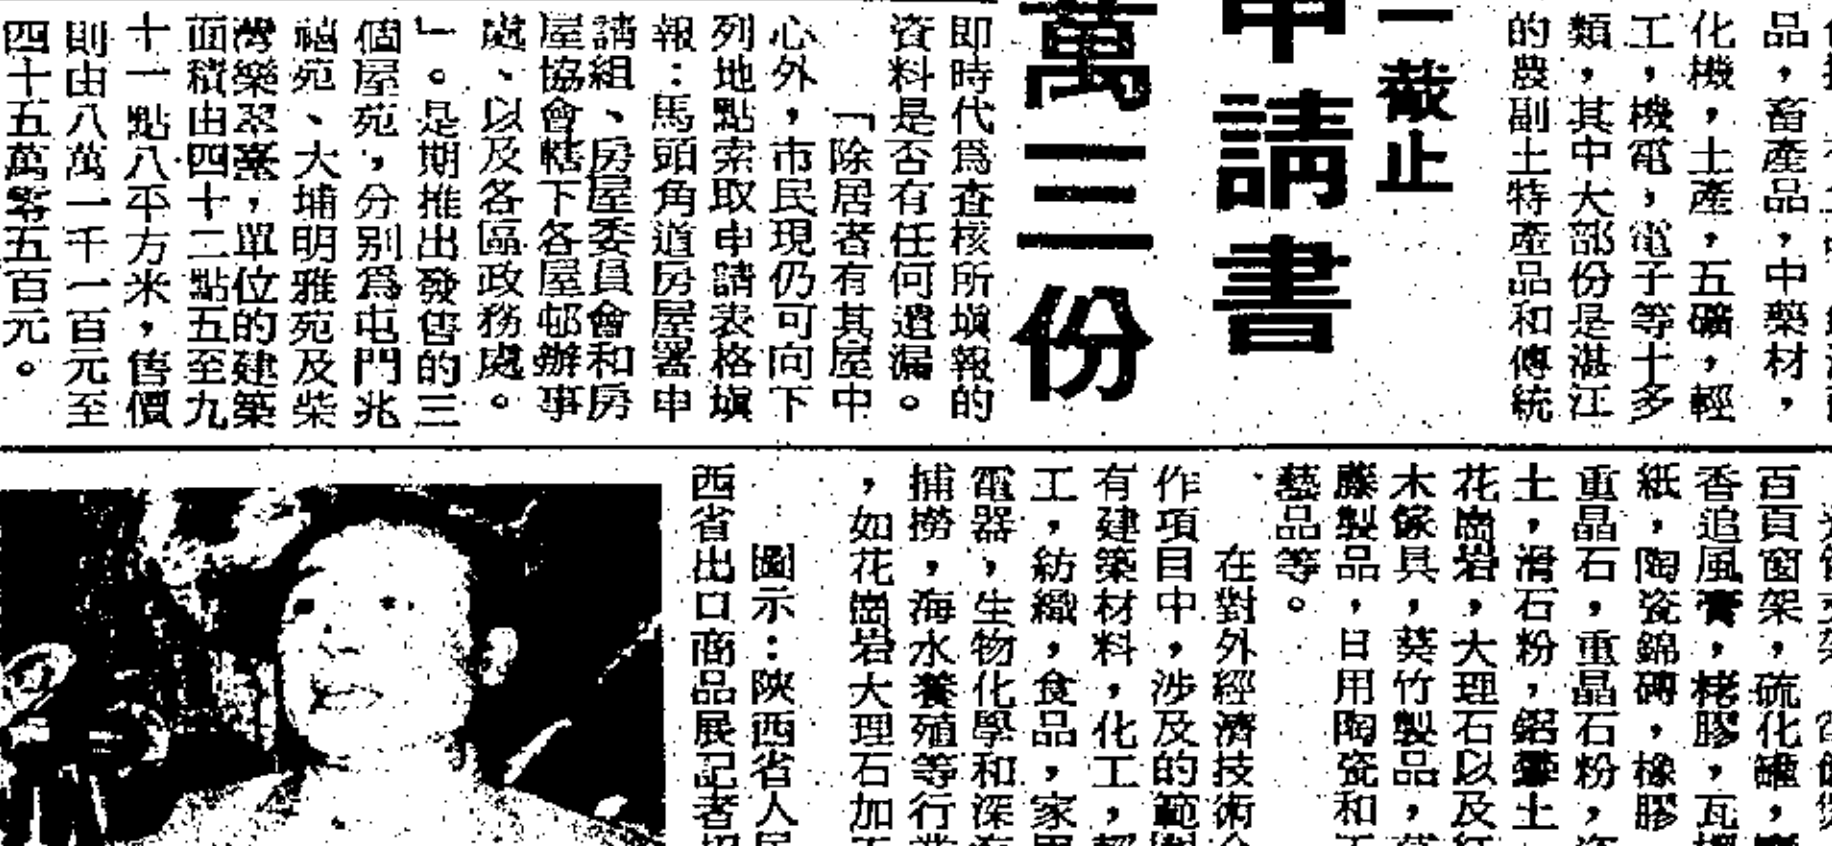 品，畜產品，中藥材，
化機，土產，五礦，輕
工，機電，電子等十多
類，其中大部份是湛江
的農副土特產品和傳統
一截止
申請書
萬三份
即時代爲查核所塡報的
資料是否有任何遺漏。
「除居者有其屋中
心外，市民現仍可向下
列地點索取申請表格塡
報：馬頭角道房屋署申
請組、房屋委員會和房
屋協會轄下各屋邨辦事
處、以及各區政務處。
」。是期推出發售的三
個屋苑，分別爲屯門兆
禧苑、大埔明雅苑及柴
灣樂翠臺，單位的建築
面積由四十二點五至九
十一點八平方米，售價
則由八萬一千一百元至
四十五萬零五百元。
百頁窗架，硫化罐，
香追風膏，栲膠，瓦
紙，陶瓷錦磚，橡膠
重晶石，重晶石粉，
土，滑石粉，鋁礬土
花崗岩，大理石以及
木傢具，葵竹製品，
藤製品，日用陶瓷和
藝品等。
在對外經濟技術
作項目中，涉及的範
有建築材料，化工，
工，紡織，食品，家
電器，生物化學和深
捕撈，海水養殖等行
，如花崗岩大理石加
圖示：陝西省人民
西省出口商品展記者招